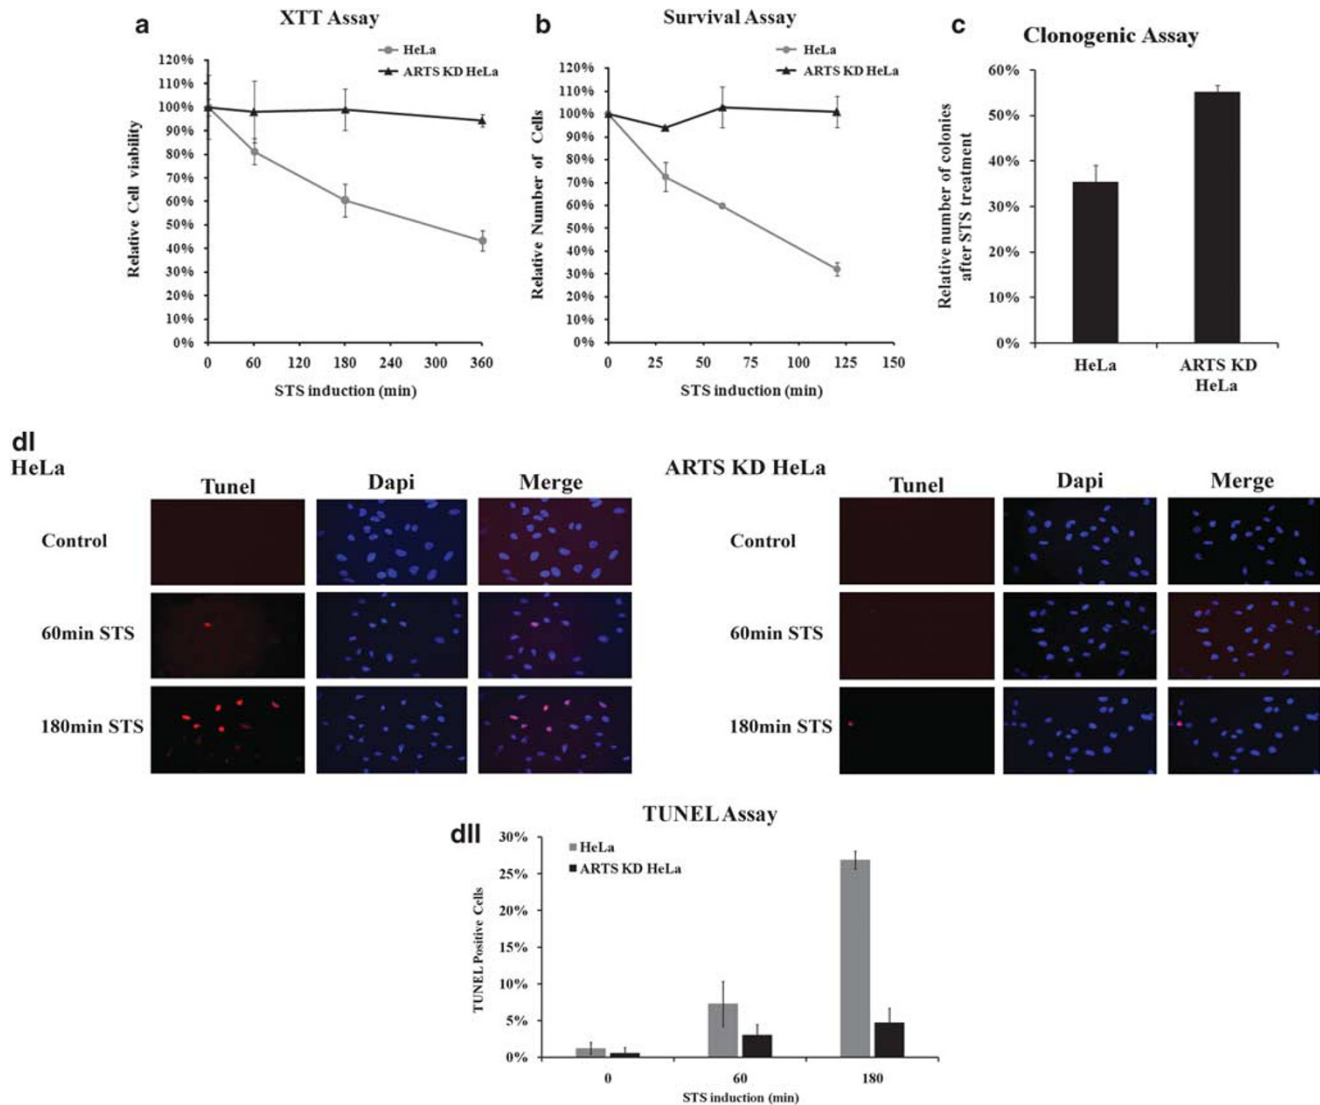 a
XTT Assay
HeLa
ARTS KD HeLa
120%
110%
100%
90%
80%
70%
60%
50%
40%
30%
20%
10%
0%
Relative Cell viability
0 60 120 180 240 300 360
STS induction (min)
b
Survival Assay
HeLa
ARTS KD HeLa
120%
110%
100%
90%
80%
70%
60%
50%
40%
30%
20%
10%
0%
Relative Number of Cells
0 25 50 75 100 125 150
STS induction (min)
c
Clonogenic Assay
60%
50%
40%
30%
20%
10%
0%
Relative number of colonies
after STS treatment
HeLa
ARTS KD
HeLa
dI
HeLa
Tunel Dapi Merge
Control
60min STS
180min STS
ARTS KD HeLa
Tunel Dapi Merge
Control
60min STS
180min STS
dII
TUNEL Assay
HeLa
ARTS KD HeLa
30%
25%
20%
15%
10%
5%
0%
TUNEL Positive Cells
0 60 180
STS induction (min)